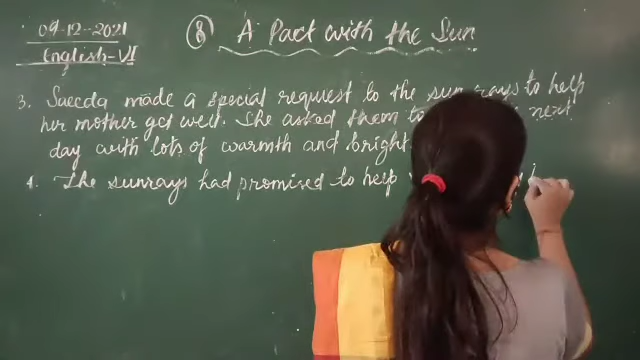 09-12-2021
English-VI
⑧ A Pact with the Sun
3. Saeeda made a special request to the sunrays to help
her mother get well. She asked them to next
day with lots of warmth and bright
4. The sunrays had promised to help